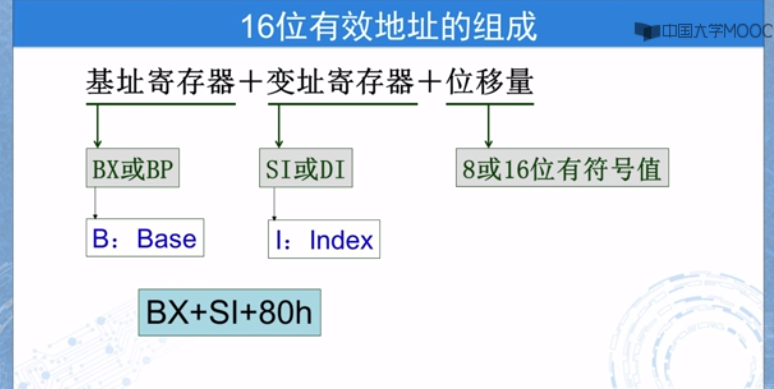 16位有效地址的组成
中国大学MOOC
基址寄存器＋变址寄存器＋位移量
BX或BP
SI或DI
8或16位有符号值
B：Base
I：Index
BX+SI+80h